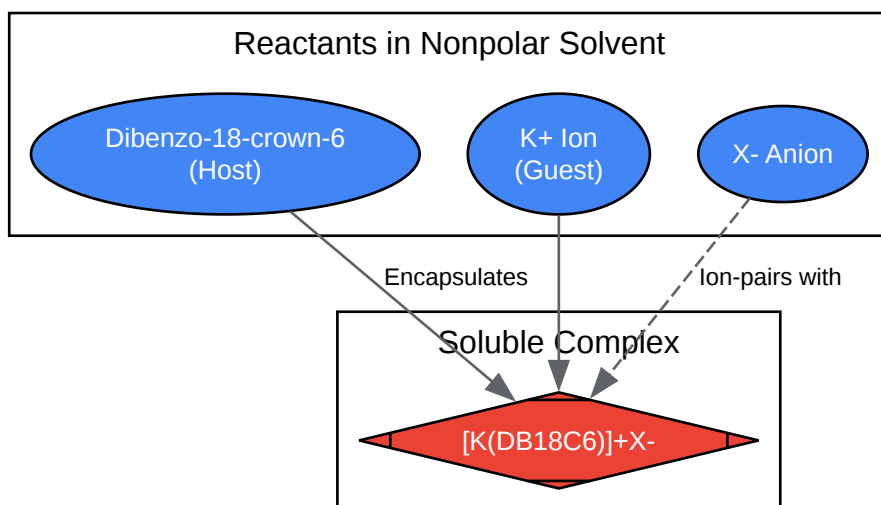 Reactants in Nonpolar Solvent
Dibenzo-18-crown-6
(Host)
K+ Ion
(Guest)
X- Anion
Encapsulates
Ion-pairs with
Soluble Complex
[K(DB18C6)]+X-